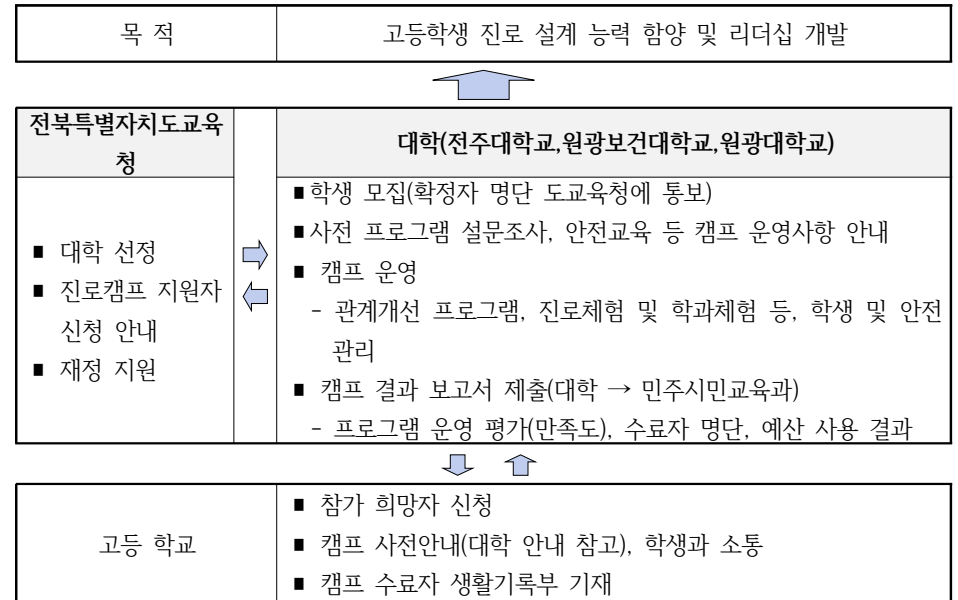 목 적
고등학생 진로 설계 능력 함양 및 리더십 개발
전북특별자치도교육
청
대학(전주대학교,원광보건대학교,원광대학교)
■ 대학 선정
■ 진로캠프 지원자
신청 안내
■ 재정 지원
■학생 모집(확정자 명단 도교육청에 통보)
■사전 프로그램 설문조사, 안전교육 등 캠프 운영사항 안내
■ 캠프 운영
- 관계개선 프로그램, 진로체험 및 학과체험 등, 학생 및 안전
관리
■ 캠프 결과 보고서 제출(대학 → 민주시민교육과)
- 프로그램 운영 평가(만족도), 수료자 명단, 예산 사용 결과
고등 학교
■ 참가 희망자 신청
■ 캠프 사전안내(대학 안내 참고), 학생과 소통
■ 캠프 수료자 생활기록부 기재